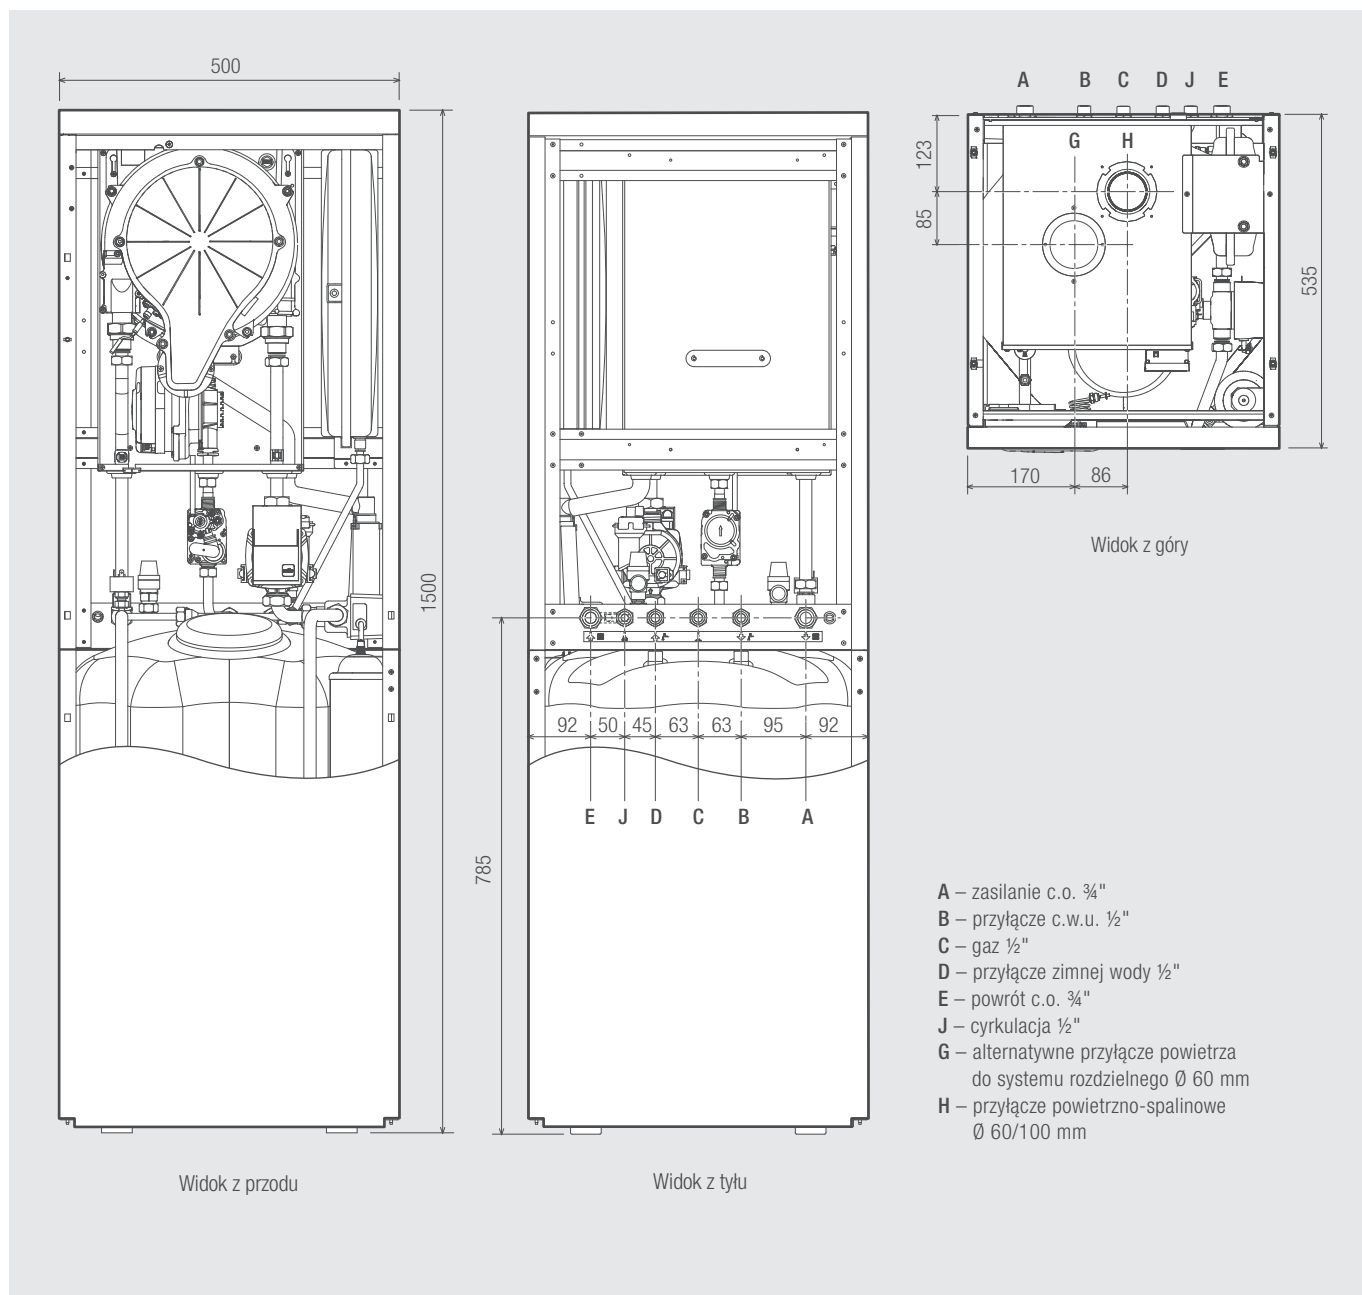 500
A B C D J E
G H
123
85
535
170 86
Widok z góry
1500
785
92 50 45 63 63 95 92
E J D C B A
A – zasilanie c.o. ¾"
B – przyłącze c.w.u. ½"
C – gaz ½"
D – przyłącze zimnej wody ½"
E – powrót c.o. ¾"
J – cyrkulacja ½"
G – alternatywne przyłącze powietrza
do systemu rozdzielnego Ø 60 mm
H – przyłącze powietrzno-spalinowe
Ø 60/100 mm
Widok z przodu
Widok z tyłu